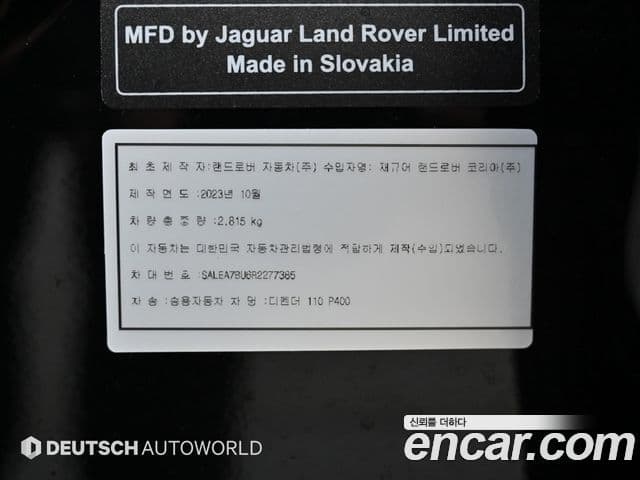 MFD by Jaguar Land Rover Limited
Made in Slovakia
최초제작자:랜드로버 자동차(주) 수입자명: 재규어 랜드로버 코리아(주)
제작연도:2023년 10월
차량총중량:2,815 kg
이 자동차는 대한민국 자동차관리법령에 적합하게 제작(수입)되었습니다.
차대번호:SALEA7BU6R2277385
차종:승용자동차 차명:디펜더 110 P400
신뢰를 더하다
DEUTSCH AUTOWORLD
encar.com